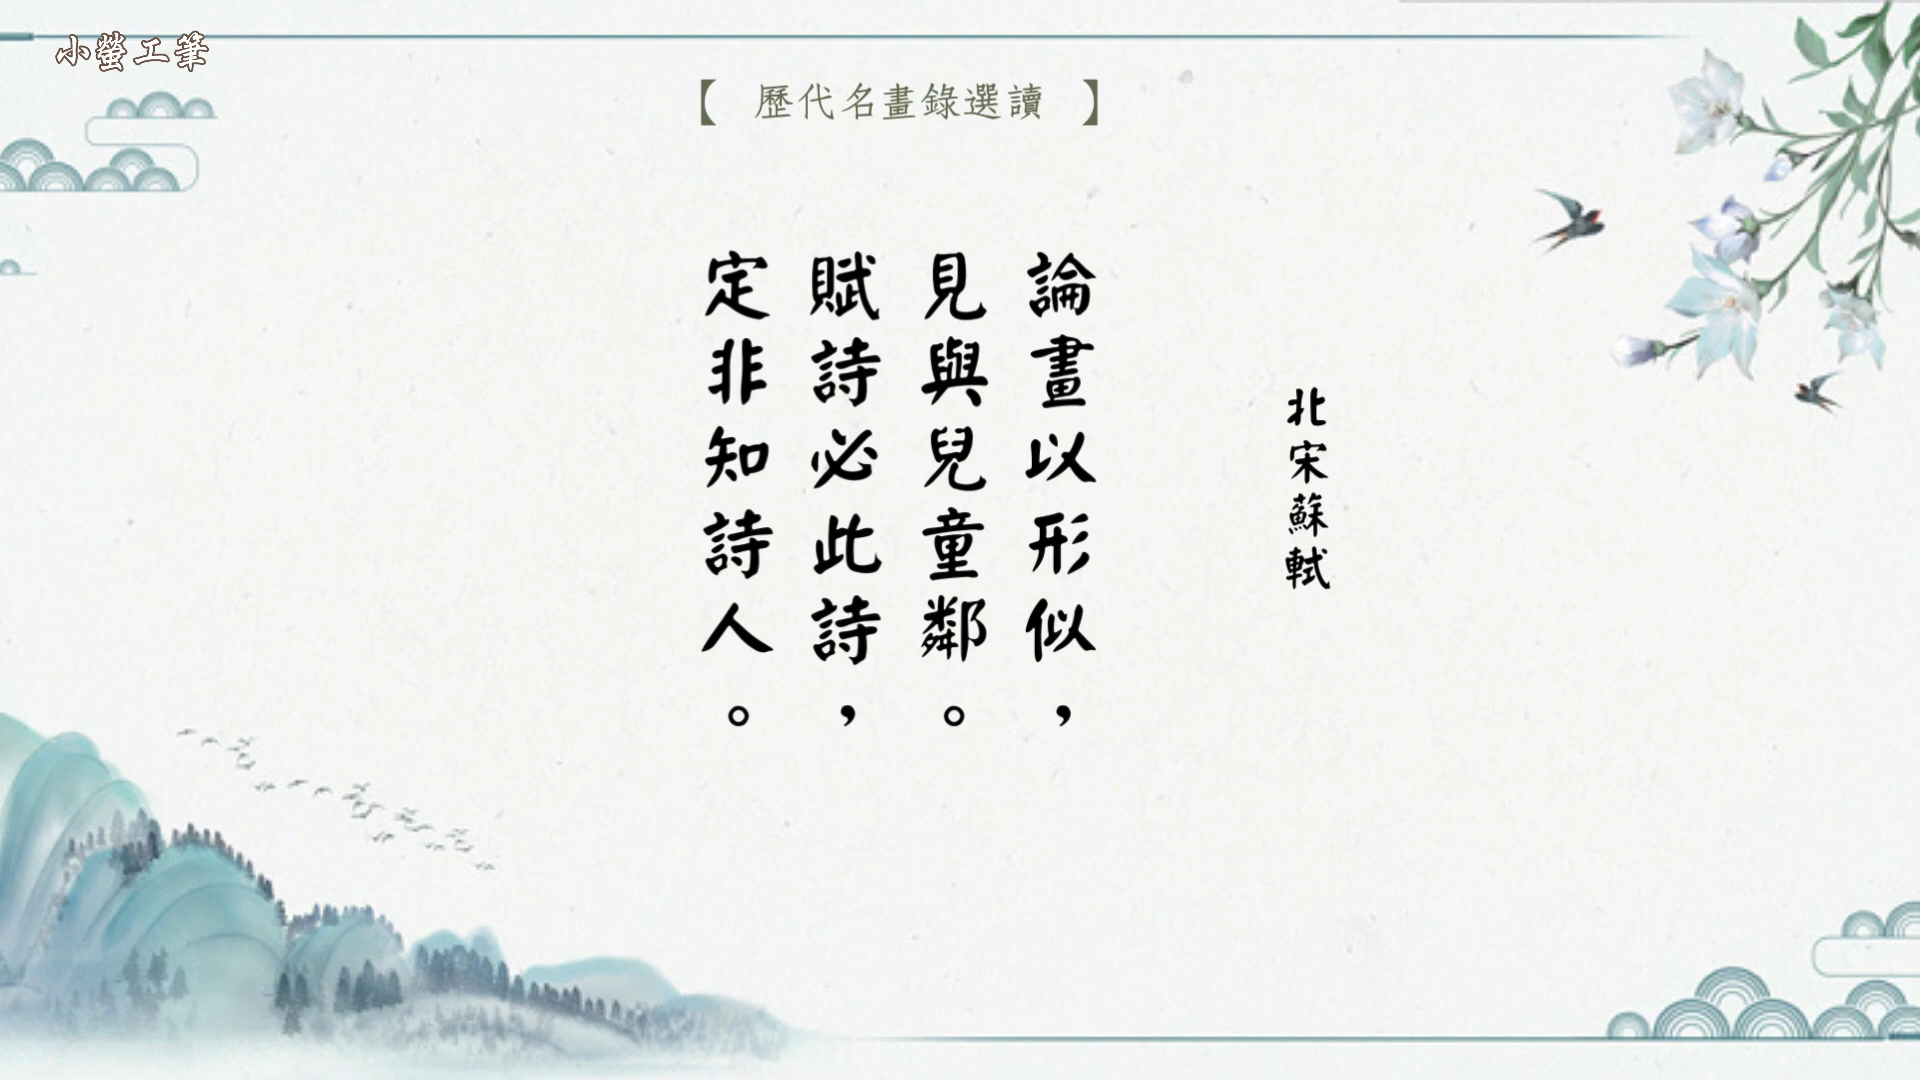 小螢工筆
【 歷代名畫錄選讀 】
北宋蘇軾
論畫以形似，
見與兒童鄰。
賦詩必此詩，
定非知詩人。